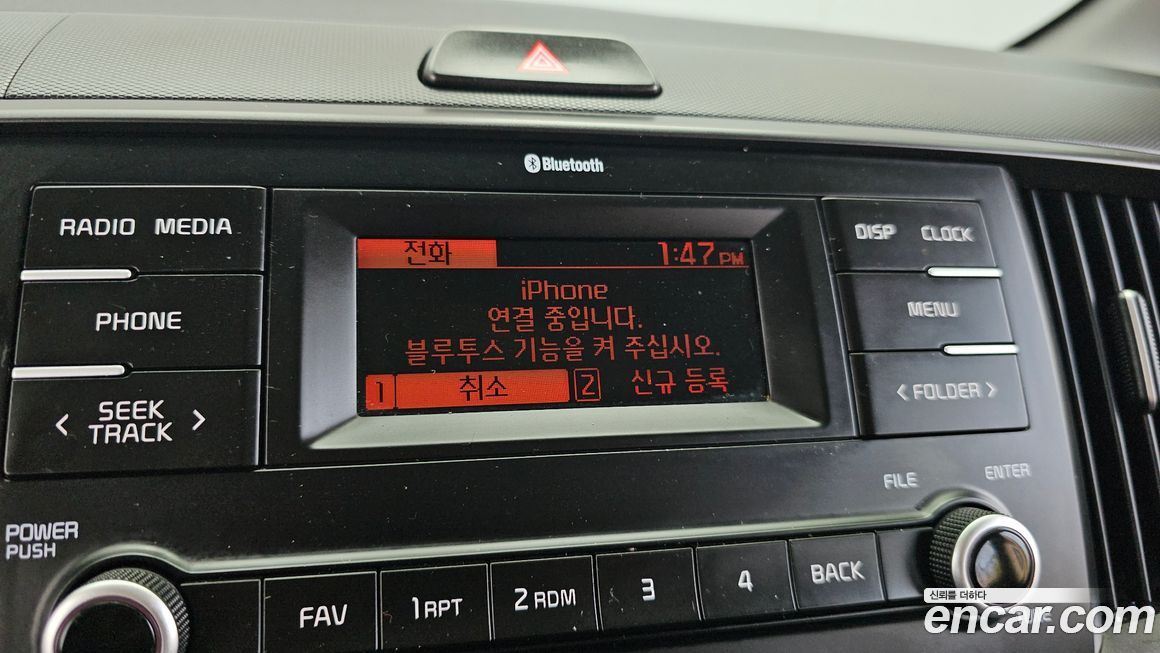 Bluetooth
RADIO MEDIA
PHONE
< SEEK TRACK >
전화 1:47 PM
iPhone
연결 중입니다.
블루투스 기능을 켜 주십시오.
1 취소 2 신규 등록
DISP CLOCK
MENU
< FOLDER >
FILE
ENTER
POWER
PUSH
FAV
1 RPT
2 RDM
3
4
BACK
신뢰를 더하다
encar.com